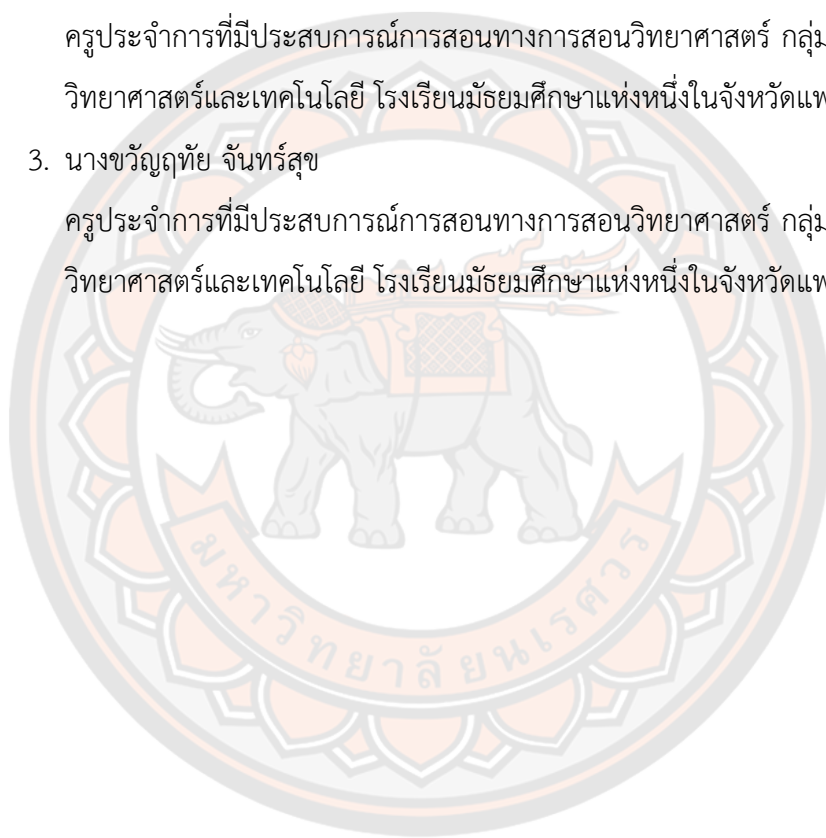 ครูประจำการที่มีประสบการณ์การสอนทางการสอนวิทยาศาสตร์ กลุ่ม
วิทยาศาสตร์และเทคโนโลยี โรงเรียนมัธยมศึกษาแห่งหนึ่งในจังหวัดแพ
3. นางขวัญฤทัย จันทร์สุข
ครูประจำการที่มีประสบการณ์การสอนทางการสอนวิทยาศาสตร์ กลุ่ม
วิทยาศาสตร์และเทคโนโลยี โรงเรียนมัธยมศึกษาแห่งหนึ่งในจังหวัดแพ
มหาวิทยาลัยนเรศวร